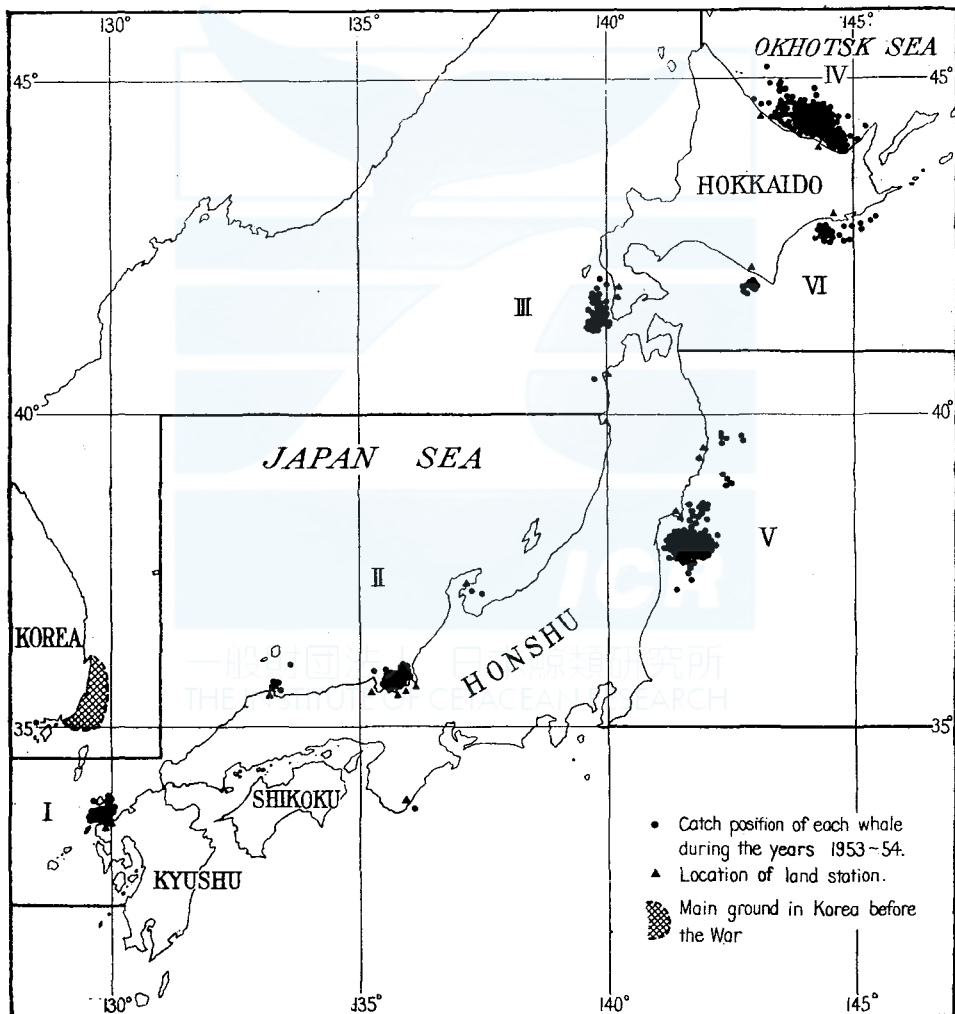 130° 135° 140° 145°
OKHOTSK SEA
45° IV 45°
HOKKAIDO
III VI
40° 40°
JAPAN SEA
V
II
ICR
KOREA HONSHU
一般財団法人 日本鯨類研究所
THE INSTITUTE OF CETACEAN RESEARCH
35° 35°
I SHIKOKU
KYUSHU
● Catch position of each whale
during the years 1953~54.
▲ Location of land station.
Main ground in Korea before
the War
130° 135° 140° 145°